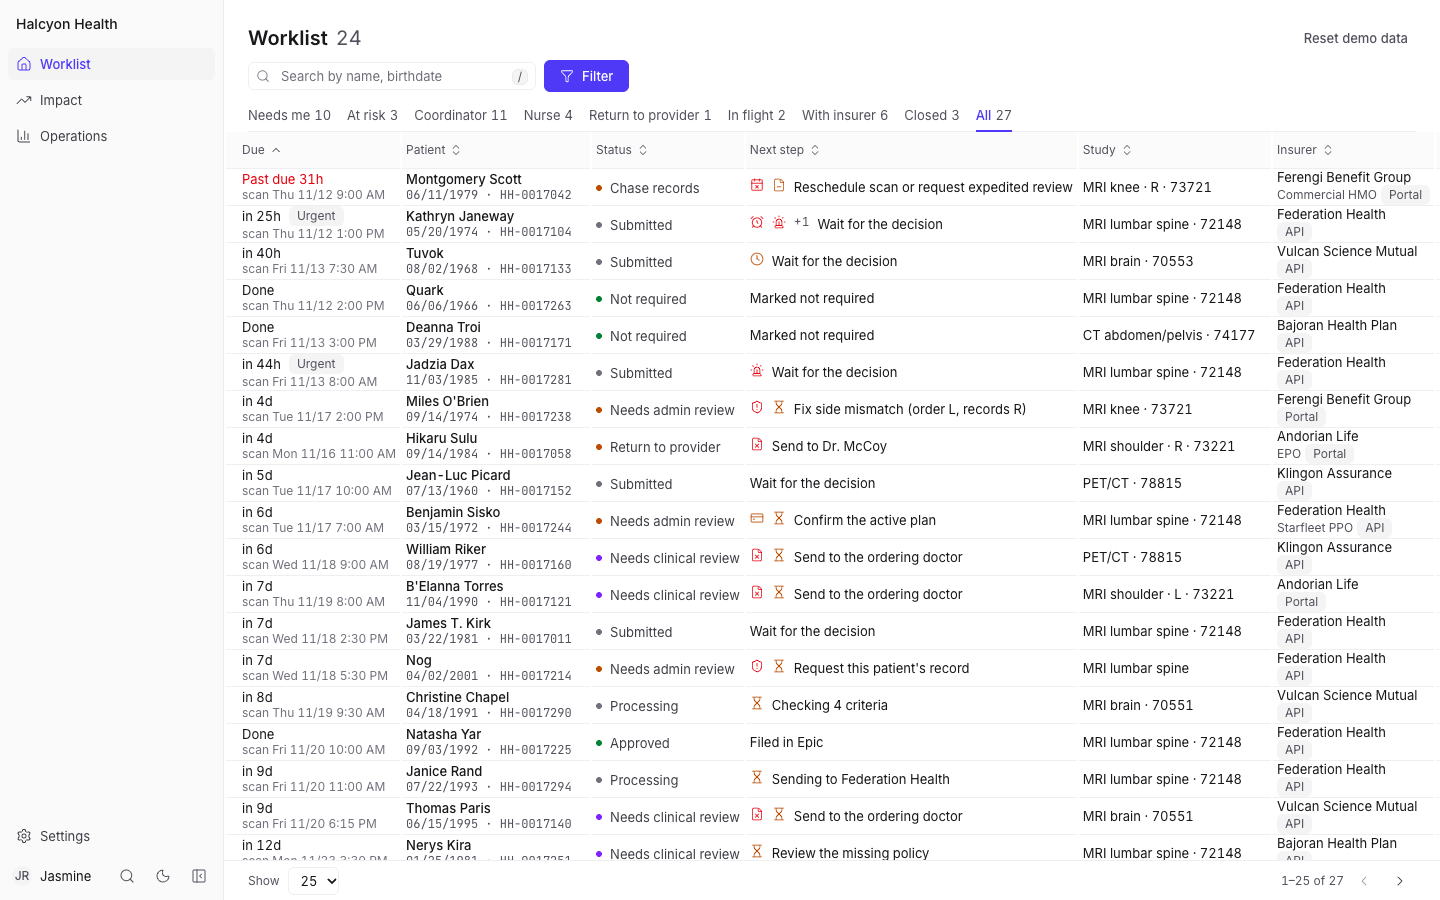 Halcyon Health
Worklist
Impact
Operations
Settings
JR Jasmine
Worklist 24
Reset demo data
Search by name, birthdate /
Filter
Needs me 10 At risk 3 Coordinator 11 Nurse 4 Return to provider 1 In flight 2 With insurer 6 Closed 3 All 27
Due Patient Status Next step Study Insurer
Past due 31h Montgomery Scott Chase records Reschedule scan or request expedited review MRI knee · R · 73721 Ferengi Benefit Group
scan Thu 11/12 9:00 AM 06/11/1979 · HH-0017042 Commercial HMO Portal
in 25h Urgent Kathryn Janeway Submitted +1 Wait for the decision MRI lumbar spine · 72148 Federation Health
scan Thu 11/12 1:00 PM 05/20/1974 · HH-0017104 API
in 40h Tuvok Submitted Wait for the decision MRI brain · 70553 Vulcan Science Mutual
scan Fri 11/13 7:30 AM 08/02/1968 · HH-0017133 API
Done Quark Not required Marked not required MRI lumbar spine · 72148 Federation Health
scan Thu 11/12 2:00 PM 06/06/1966 · HH-0017263 API
Done Deanna Troi Not required Marked not required CT abdomen/pelvis · 74177 Bajoran Health Plan
scan Fri 11/13 3:00 PM 03/29/1988 · HH-0017171 API
in 44h Urgent Jadzia Dax Submitted Wait for the decision MRI lumbar spine · 72148 Federation Health
scan Fri 11/13 8:00 AM 11/03/1985 · HH-0017281 API
in 4d Miles O'Brien Needs admin review Fix side mismatch (order L, records R) MRI knee · 73721 Ferengi Benefit Group
scan Tue 11/17 2:00 PM 09/14/1974 · HH-0017238 Portal
in 4d Hikaru Sulu Return to provider Send to Dr. McCoy MRI shoulder · R · 73221 Andorian Life
scan Mon 11/16 11:00 AM 09/14/1984 · HH-0017058 EPO Portal
in 5d Jean-Luc Picard Submitted Wait for the decision PET/CT · 78815 Klingon Assurance
scan Tue 11/17 10:00 AM 07/13/1960 · HH-0017152 API
in 6d Benjamin Sisko Needs admin review Confirm the active plan MRI lumbar spine · 72148 Federation Health
scan Tue 11/17 7:00 AM 03/15/1972 · HH-0017244 Starfleet PPO API
in 6d William Riker Needs clinical review Send to the ordering doctor PET/CT · 78815 Klingon Assurance
scan Wed 11/18 9:00 AM 08/19/1977 · HH-0017160 API
in 7d B'Elanna Torres Needs clinical review Send to the ordering doctor MRI shoulder · L · 73221 Andorian Life
scan Thu 11/19 8:00 AM 11/04/1990 · HH-0017121 Portal
in 7d James T. Kirk Submitted Wait for the decision MRI lumbar spine · 72148 Federation Health
scan Wed 11/18 2:30 PM 03/22/1981 · HH-0017011 API
in 7d Nog Needs admin review Request this patient's record MRI lumbar spine Federation Health
scan Wed 11/18 5:30 PM 04/02/2001 · HH-0017214 API
in 8d Christine Chapel Processing Checking 4 criteria MRI brain · 70551 Vulcan Science Mutual
scan Thu 11/19 9:30 AM 04/18/1991 · HH-0017290 API
Done Natasha Yar Approved Filed in Epic MRI lumbar spine · 72148 Federation Health
scan Fri 11/20 10:00 AM 09/03/1992 · HH-0017225 API
in 9d Janice Rand Processing Sending to Federation Health MRI lumbar spine · 72148 Federation Health
scan Fri 11/20 11:00 AM 07/22/1993 · HH-0017294 API
in 9d Thomas Paris Needs clinical review Send to the ordering doctor MRI brain · 70551 Vulcan Science Mutual
scan Fri 11/20 6:15 PM 06/15/1995 · HH-0017140 API
in 12d Nerys Kira Needs clinical review Review the missing policy MRI lumbar spine · 72148 Bajoran Health Plan
Show 25 1–25 of 27